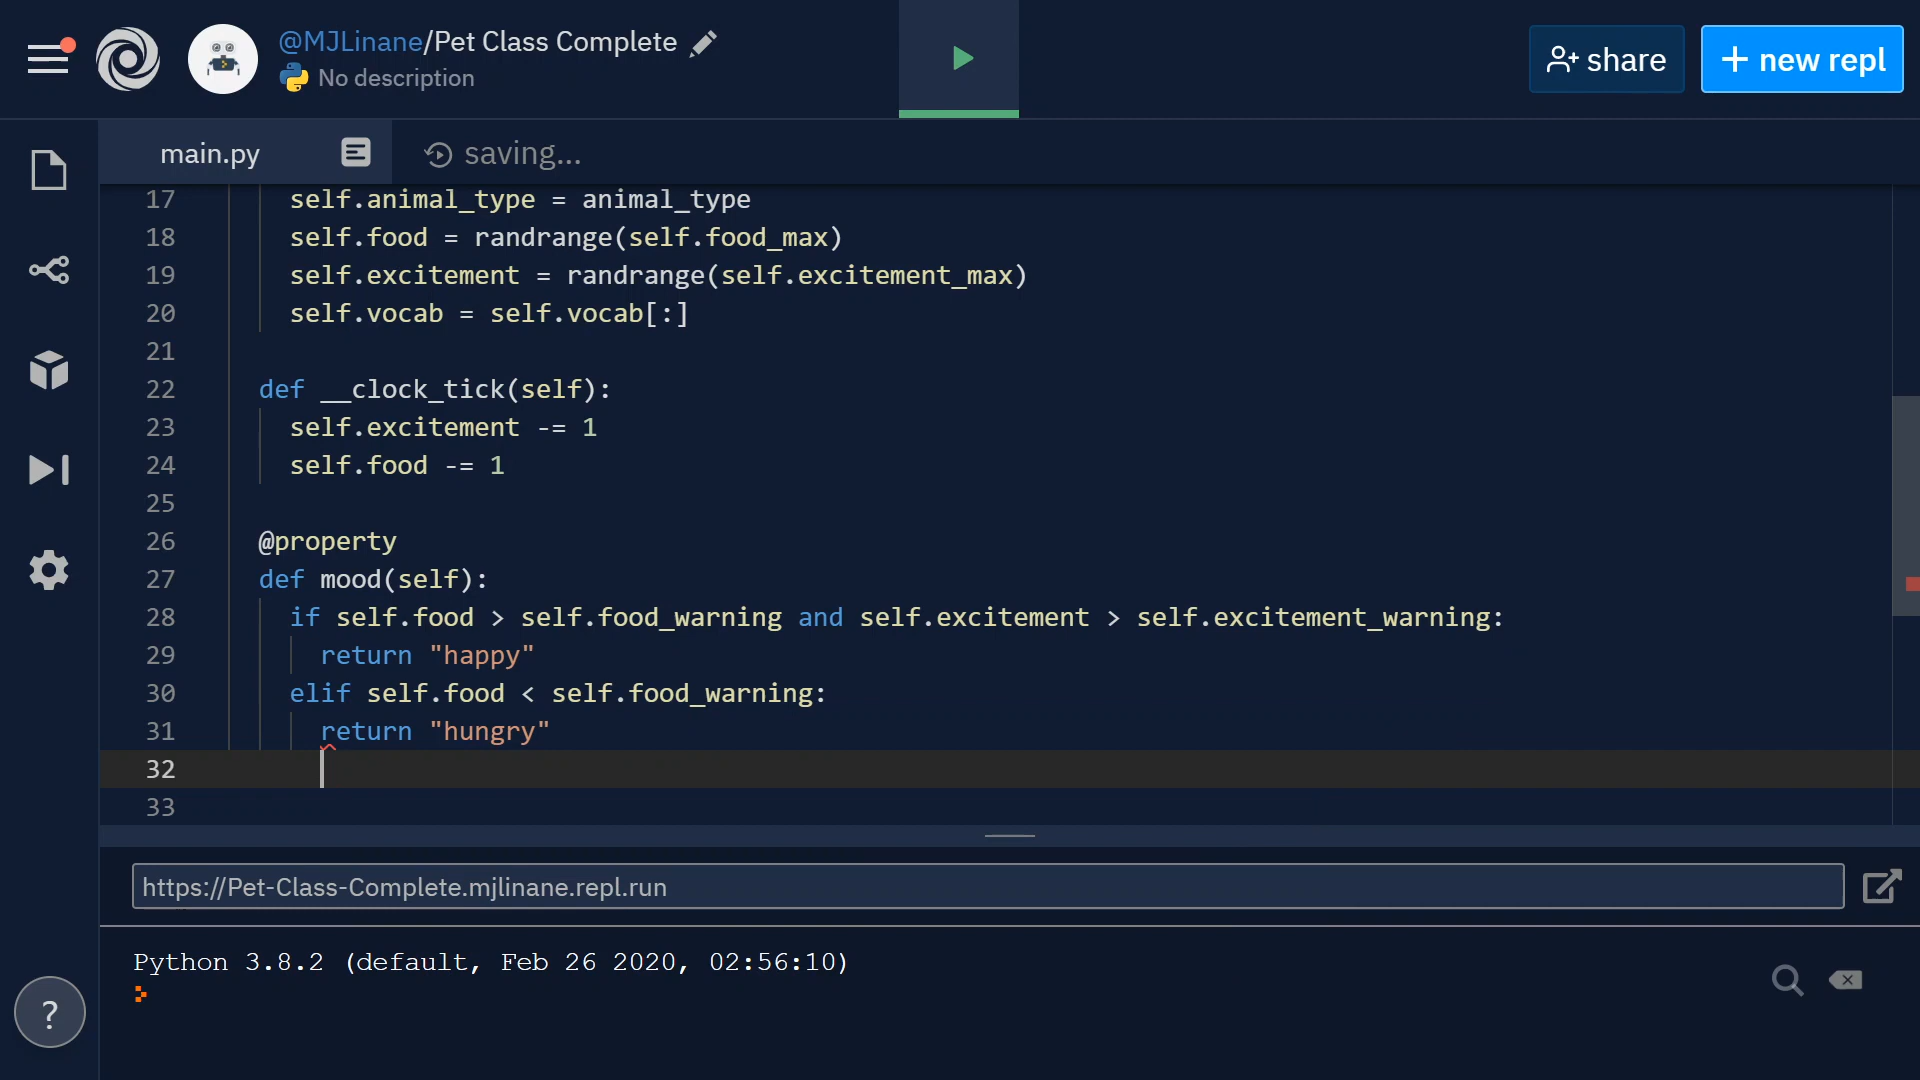 @MJLinane/Pet Class Complete
No description
share
+ new repl
main.py
saving...
17 self.animal_type = animal_type
18 self.food = randrange(self.food_max)
19 self.excitement = randrange(self.excitement_max)
20 self.vocab = self.vocab[:]
21
22 def __clock_tick(self):
23 self.excitement -= 1
24 self.food -= 1
25
26 @property
27 def mood(self):
28 if self.food > self.food_warning and self.excitement > self.excitement_warning:
29 return "happy"
30 elif self.food < self.food_warning:
31 return "hungry"
32
33
https://Pet-Class-Complete.mjlinane.repl.run
Python 3.8.2 (default, Feb 26 2020, 02:56:10)
?